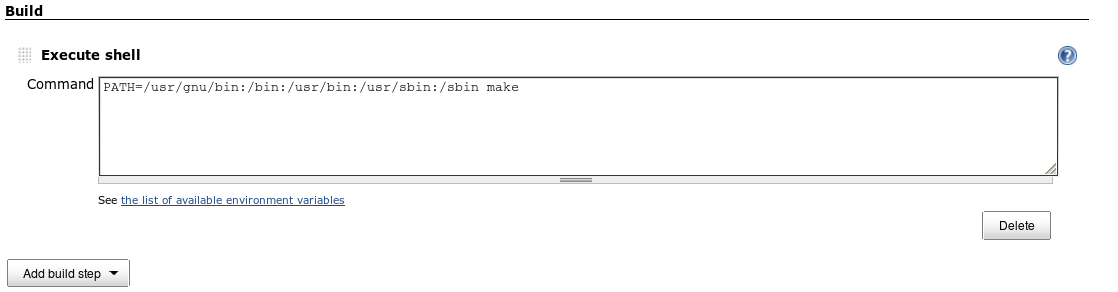 Build
Execute shell
Command
PATH=/usr/gnu/bin:/bin:/usr/bin:/usr/sbin:/sbin make
See the list of available environment variables
Delete
Add build step